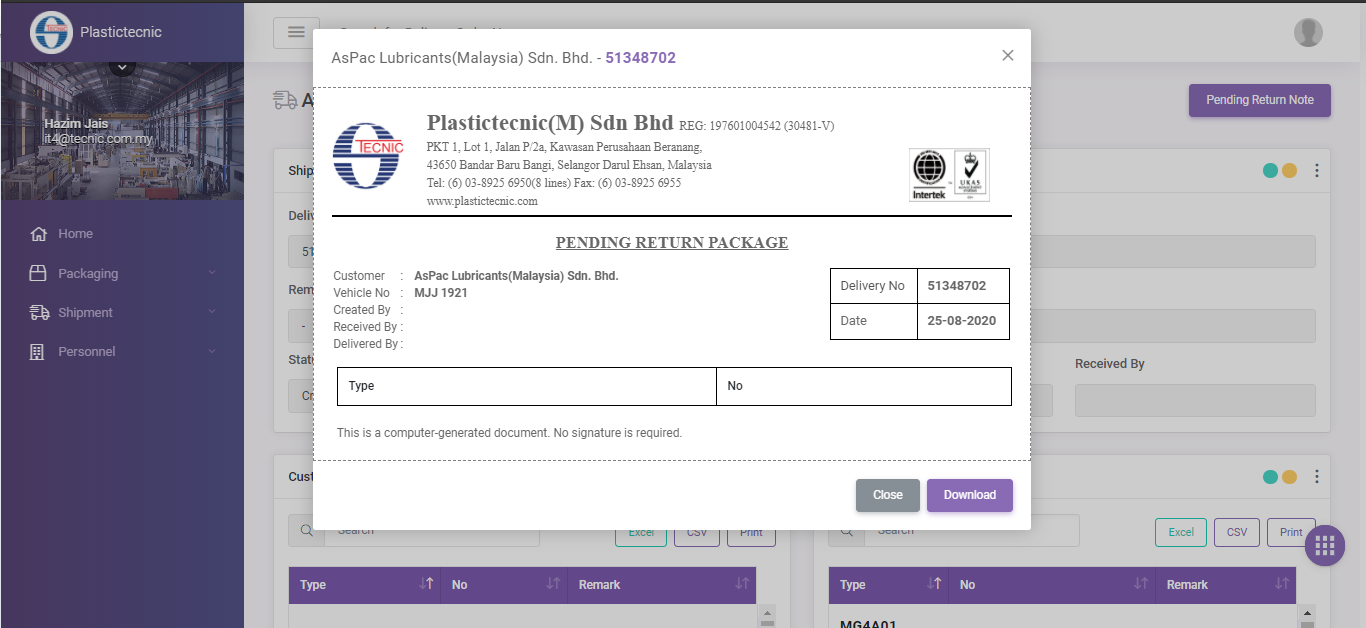 Plastictecnic
Hazim Jais
it4@tecnic.com.my
Home
Packaging
Shipment
Personnel
Pending Return Note
AsPac Lubricants(Malaysia) Sdn. Bhd. - 51348702
TECNIC
Plastictecnic(M) Sdn Bhd REG: 197601004542 (30481-V)
PKT 1, Lot 1, Jalan P/2a, Kawasan Perusahaan Beranang,
43650 Bandar Baru Bangi, Selangor Darul Ehsan, Malaysia
Tel: (6) 03-8925 6950(8 lines) Fax: (6) 03-8925 6955
www.plastictecnic.com
Intertek
UKAS
PENDING RETURN PACKAGE
Customer : AsPac Lubricants(Malaysia) Sdn. Bhd.
Vehicle No : MJJ 1921
Created By :
Received By :
Delivered By :
Delivery No 51348702
Date 25-08-2020
Type No
This is a computer-generated document. No signature is required.
Close Download
Received By
Search Excel CSV Print
Search Excel CSV Print
Type No Remark
Type No Remark
MG4A01